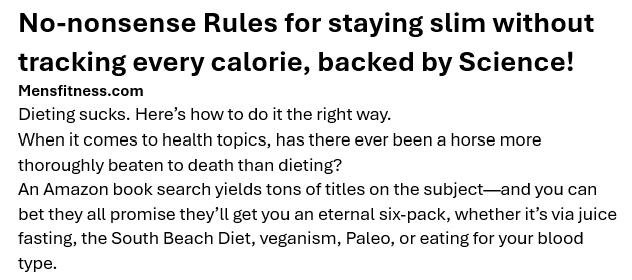 No-nonsense Rules for staying slim without
tracking every calorie, backed by Science!
Mensfitness.com
Dieting sucks. Here’s how to do it the right way.
When it comes to health topics, has there ever been a horse more
thoroughly beaten to death than dieting?
An Amazon book search yields tons of titles on the subject—and you can
bet they all promise they’ll get you an eternal six-pack, whether it’s via juice
fasting, the South Beach Diet, veganism, Paleo, or eating for your blood
type.